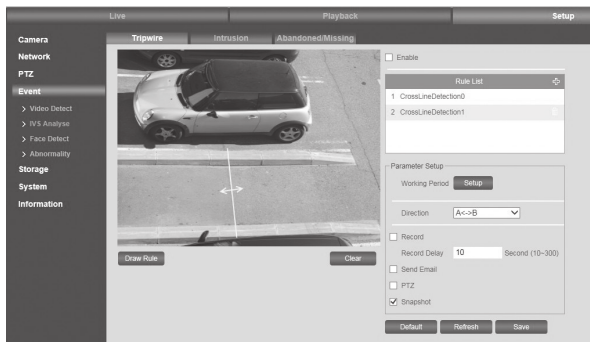 Live
Playback
Setup
Camera
Network
PTZ
Event
> Video Detect
> IVS Analyse
> Face Detect
> Abnormality
Storage
System
Information
Tripwire
Intrusion
Abandoned/Missing
Draw Rule
Clear
Enable
Rule List
1 CrossLineDetection0
2 CrossLineDetection1
Parameter Setup
Working Period Setup
Direction A<->B
Record
Record Delay 10 Second (10~300)
Send Email
PTZ
Snapshot
Default Refresh Save